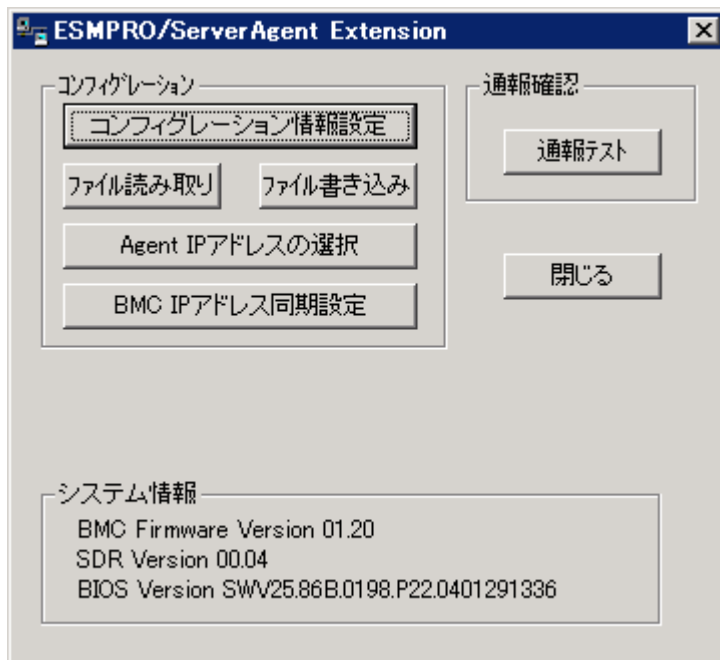 ESMPRO/ServerAgent Extension
コンフィグレーション
コンフィグレーション情報設定
ファイル読み取り
ファイル書き込み
Agent IPアドレスの選択
BMC IPアドレス同期設定
通報確認
通報テスト
閉じる
システム情報
BMC Firmware Version 01.20
SDR Version 00.04
BIOS Version SWV25.86B.0198.P22.0401291336